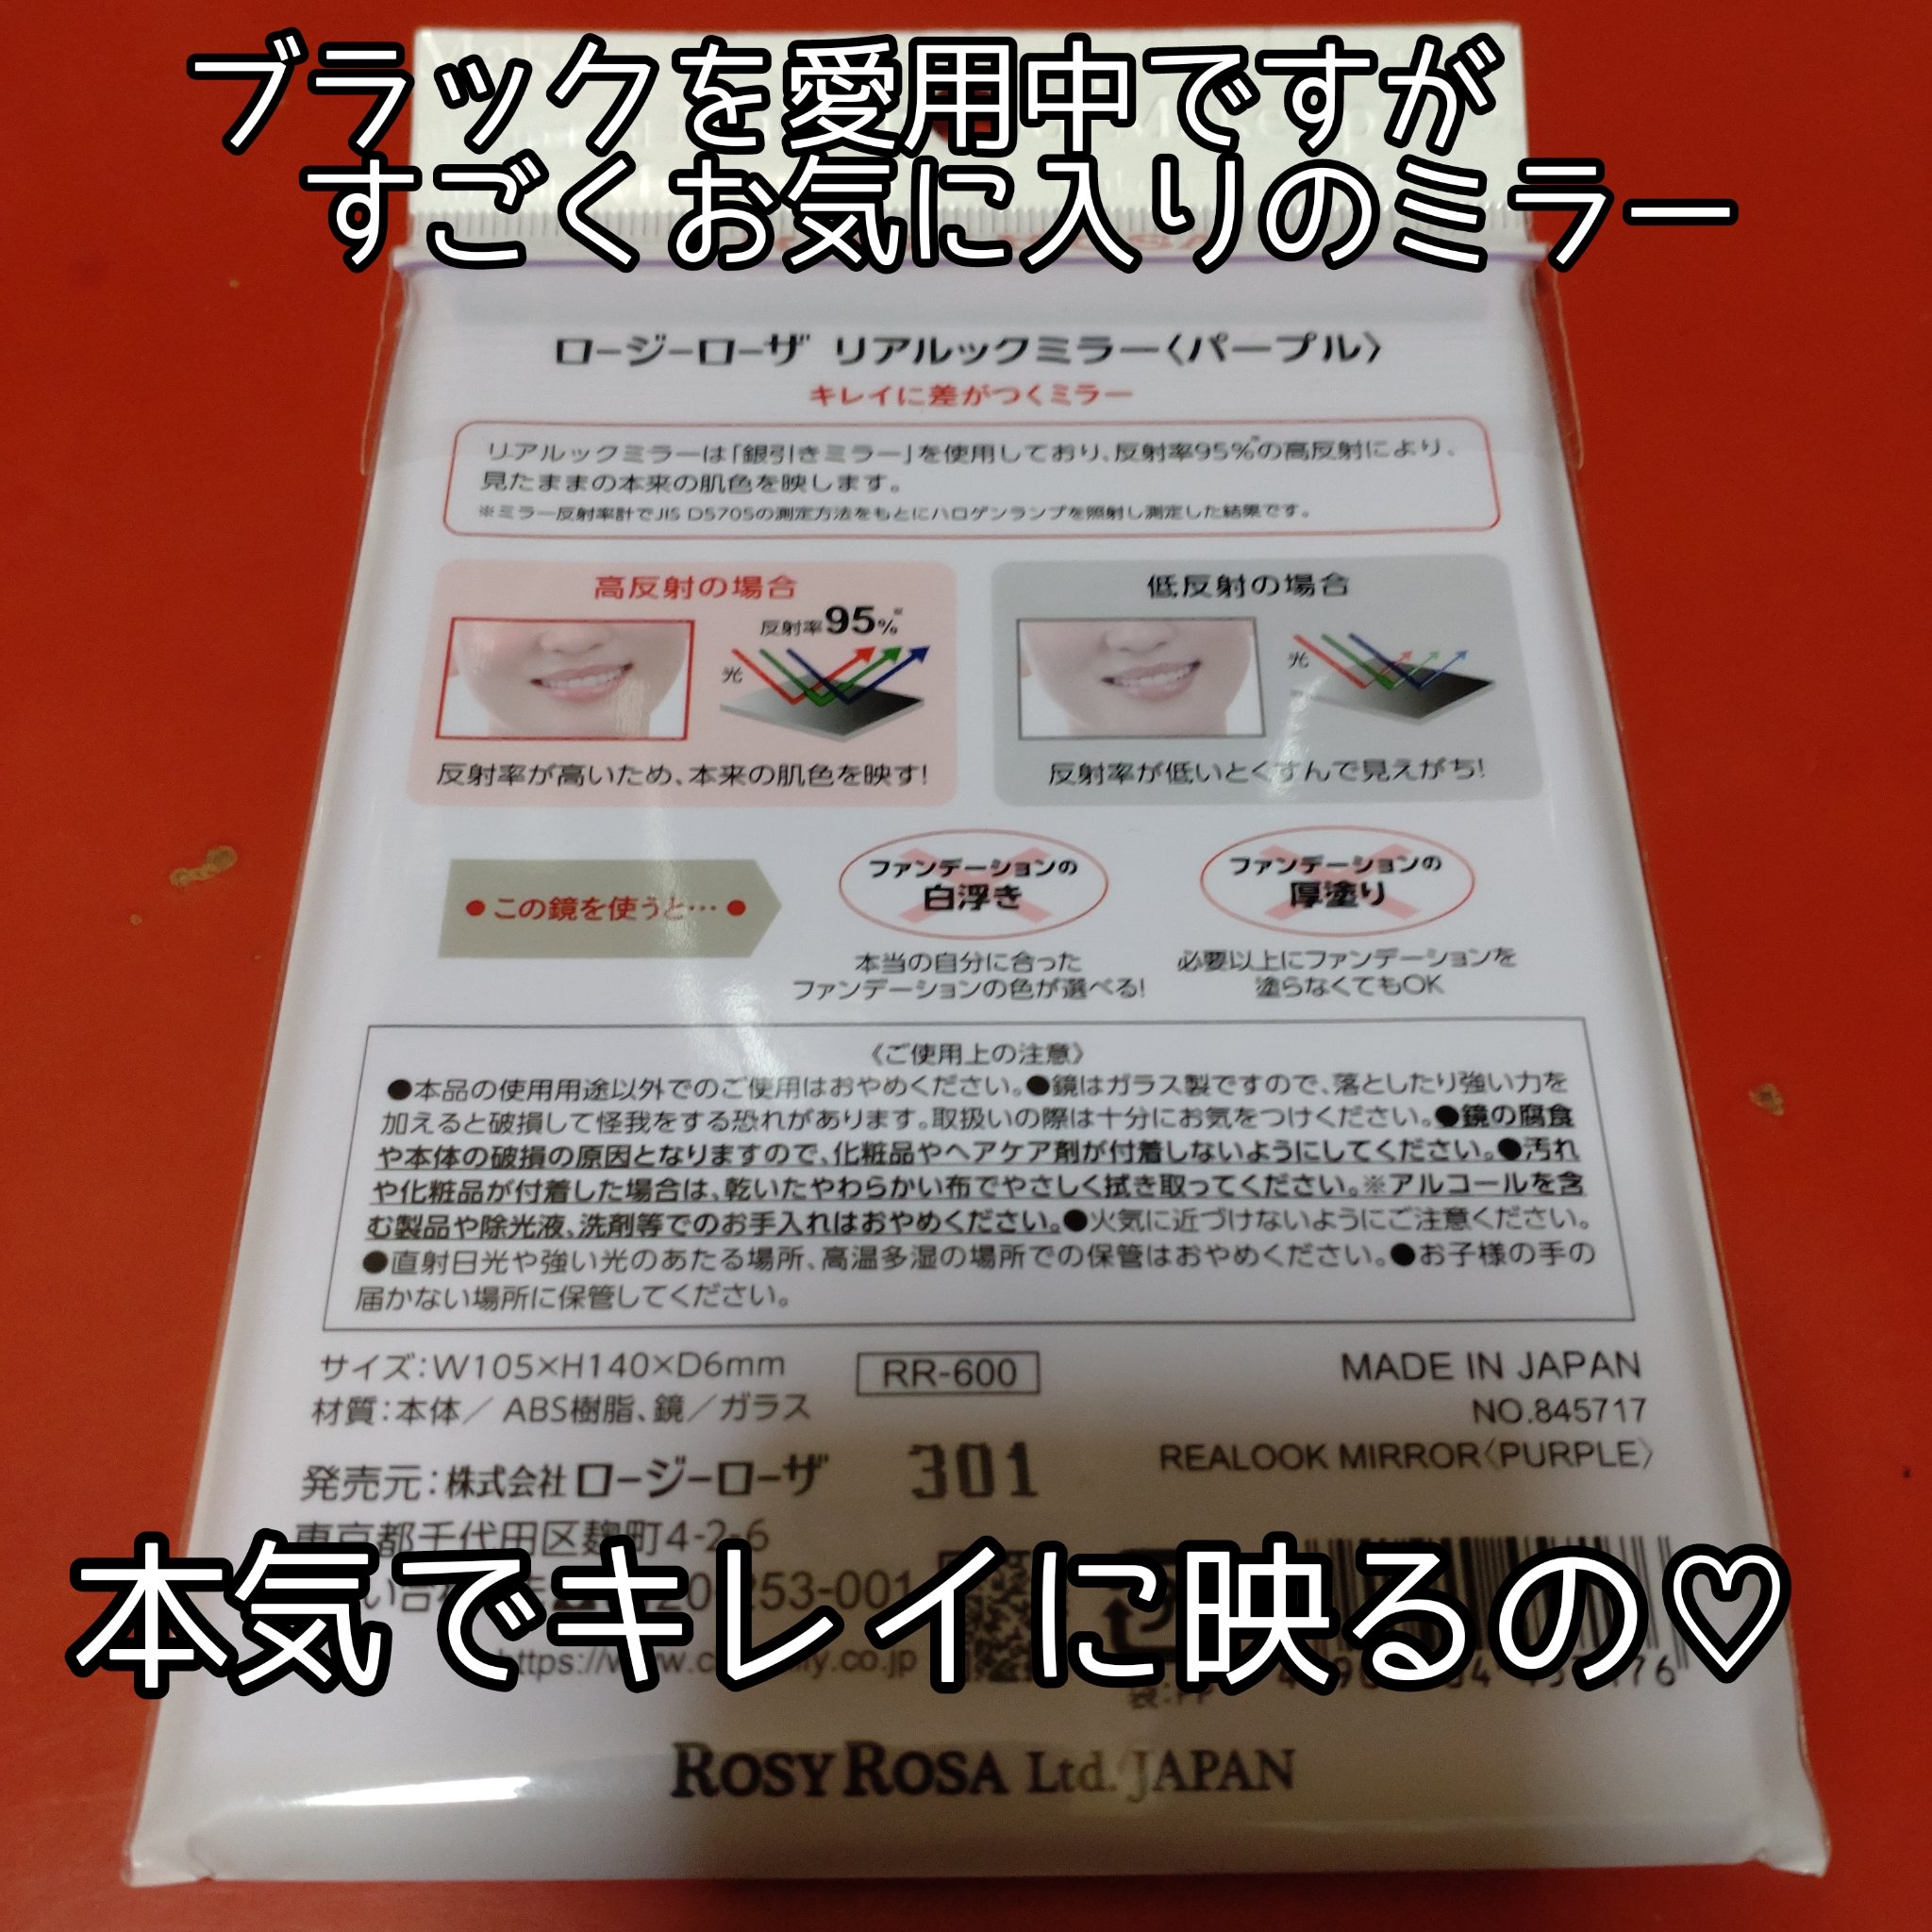 ブラックを愛用中ですが
すごくお気に入りのミラー
ロージーローザ リアルックミラー〈パープル〉
キレイに差がつくミラー
リアルックミラーは「銀引きミラー」を使用しており、反射率95%※の高反射により、
見たままの本来の肌色を映します。
※ミラー反射率計でJIS D5705の測定方法をもとにハロゲンランプを照射し測定した結果です。
高反射の場合
反射率95%※
光
反射率が高いため、本来の肌色を映す!
低反射の場合
光
反射率が低いとくすんで見えがち!
●この鏡を使うと…●
ファンデーションの
白浮き
本当の自分に合った
ファンデーションの色が選べる!
ファンデーションの
厚塗り
必要以上にファンデーションを
塗らなくてもOK
《ご使用上の注意》
●本品の使用用途以外でのご使用はおやめください。●鏡はガラス製ですので、落としたり強い力を
加えると破損して怪我をする恐れがあります。取扱いの際は十分にお気をつけください。●鏡の腐食
や本体の破損の原因となりますので、化粧品やヘアケア剤が付着しないようにしてください。●汚れ
や化粧品が付着した場合は、乾いたやわらかい布でやさしく拭き取ってください。※アルコールを含
む製品や除光液、洗剤等でのお手入れはおやめください。●火気に近づけないようにご注意ください。
●直射日光や強い光のあたる場所、高温多湿の場所での保管はおやめください。●お子様の手の
届かない場所に保管してください。
サイズ:W105×H140×D6mm
RR-600
MADE IN JAPAN
材質:本体/ABS樹脂、鏡/ガラス
NO.845717
REALOOK MIRROR〈PURPLE〉
発売元:株式会社ロージーローザ
301
東京都千代田区麹町4-2-6
本気でキレイに映るの♡
ROSY ROSA Ltd. JAPAN